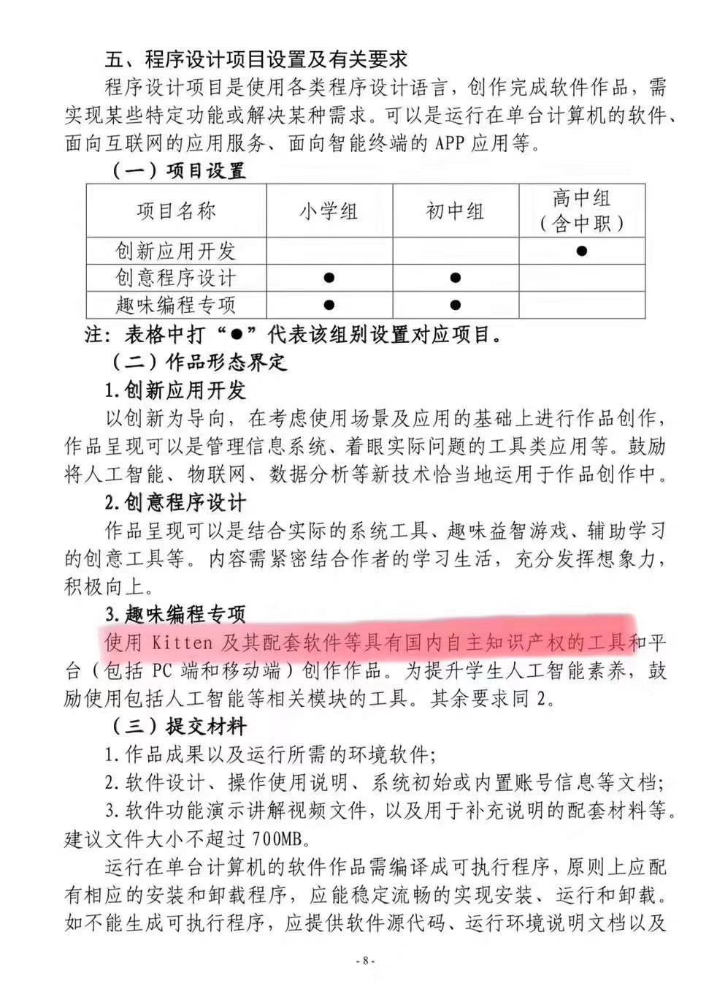 五、程序设计项目设置及有关要求
程序设计项目是使用各类程序设计语言，创作完成软件作品，需
实现某些特定功能或解决某种需求。可以是运行在单台计算机的软件、
面向互联网的应用服务、面向智能终端的 APP 应用等。
（一）项目设置
项目名称 小学组 初中组 高中组
（含中职）
创新应用开发 ●
创意程序设计 ● ●
趣味编程专项 ● ●
注：表格中打“●”代表该组别设置对应项目。
（二）作品形态界定
1.创新应用开发
以创新为导向，在考虑使用场景及应用的基础上进行作品创作，
作品呈现可以是管理信息系统、着眼实际问题的工具类应用等。鼓励
将人工智能、物联网、数据分析等新技术恰当地运用于作品创作中。
2.创意程序设计
作品呈现可以是结合实际的系统工具、趣味益智游戏、辅助学习
的创意工具等。内容需紧密结合作者的学习生活，充分发挥想象力，
积极向上。
3.趣味编程专项
使用 Kitten 及其配套软件等具有国内自主知识产权的工具和平
台（包括 PC 端和移动端）创作作品。为提升学生人工智能素养，鼓
励使用包括人工智能等相关模块的工具。其余要求同 2。
（三）提交材料
1.作品成果以及运行所需的环境软件；
2.软件设计、操作使用说明、系统初始或内置账号信息等文档；
3.软件功能演示讲解视频文件，以及用于补充说明的配套材料等。
建议文件大小不超过 700MB。
运行在单台计算机的软件作品需编译成可执行程序，原则上应配
有相应的安装和卸载程序，应能稳定流畅的实现安装、运行和卸载。
如不能生成可执行程序，应提供软件源代码、运行环境说明文档以及
- 8 -